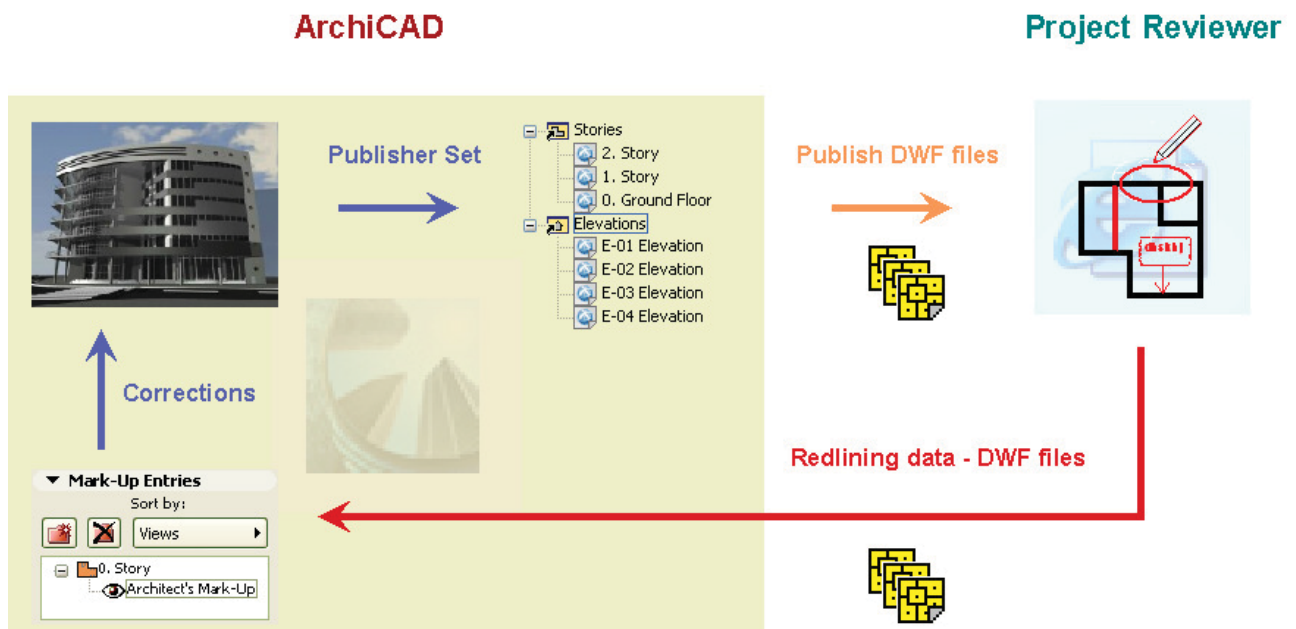 ArchiCAD
Project Reviewer
Publisher Set
Stories
2. Story
1. Story
0. Ground Floor
Elevations
E-01 Elevation
E-02 Elevation
E-03 Elevation
E-04 Elevation
Publish DWF files
Corrections
Redlining data - DWF files
Mark-Up Entries
Sort by:
Views
0. Story
Architect's Mark-Up